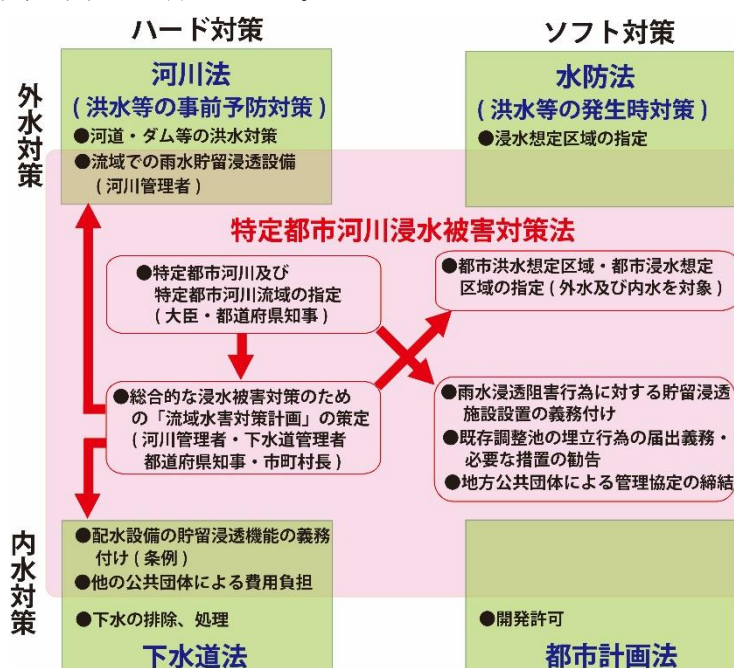 ハード対策
ソフト対策
外水対策
河川法
(洪水等の事前予防対策)
●河道・ダム等の洪水対策
●流域での雨水貯留浸透設備
(河川管理者)
水防法
(洪水等の発生時対策)
●浸水想定区域の指定
特定都市河川浸水被害対策法
●特定都市河川及び
特定都市河川流域の指定
(大臣・都道府県知事)
●都市洪水想定区域・都市浸水想定
区域の指定(外水及び内水を対象)
●総合的な浸水被害対策のため
の「流域水害対策計画」の策定
(河川管理者・下水道管理者
都道府県知事・市町村長)
●雨水浸透阻害行為に対する貯留浸透
施設設置の義務付け
●既存調整池の埋立行為の届出義務・
必要な措置の勧告
●地方公共団体による管理協定の締結
内水対策
●配水設備の貯留浸透機能の義務
付け(条例)
●他の公共団体による費用負担
●下水の排除、処理
下水道法
●開発許可
都市計画法